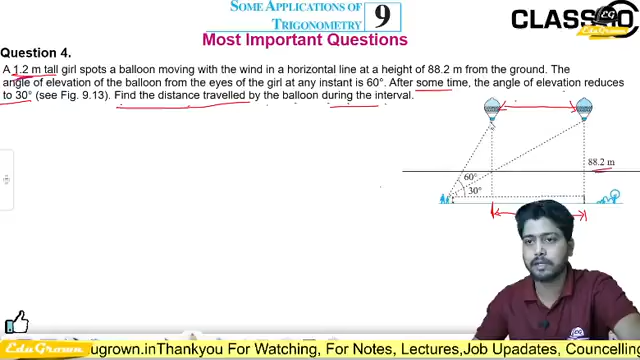 SOME APPLICATIONS OF
TRIGONOMETRY 9
CLASS 10
EG
EduGrown
Most Important Questions
Question 4.
A 1.2 m tall girl spots a balloon moving with the wind in a horizontal line at a height of 88.2 m from the ground. The
angle of elevation of the balloon from the eyes of the girl at any instant is 60°. After some time, the angle of elevation reduces
to 30° (see Fig. 9.13). Find the distance travelled by the balloon during the interval.
88.2 m
60°
30°
EduGrown
ugrown.inThankyou For Watching, For Notes, Lectures,Job Upadates, Councelling